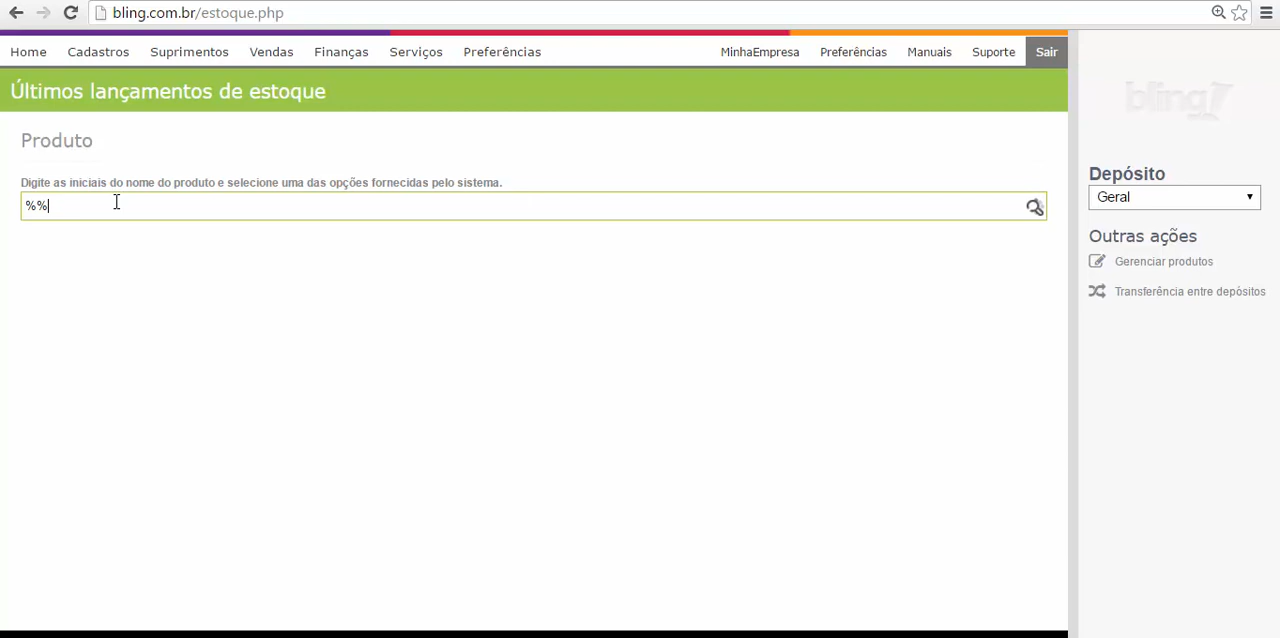 bling.com.br/estoque.php
Home Cadastros Suprimentos Vendas Finanças Serviços Preferências MinhaEmpresa Preferências Manuais Suporte Sair
Últimos lançamentos de estoque
Produto
Digite as iniciais do nome do produto e selecione uma das opções fornecidas pelo sistema.
%%
bling
Depósito
Geral
Outras ações
Gerenciar produtos
Transferência entre depósitos